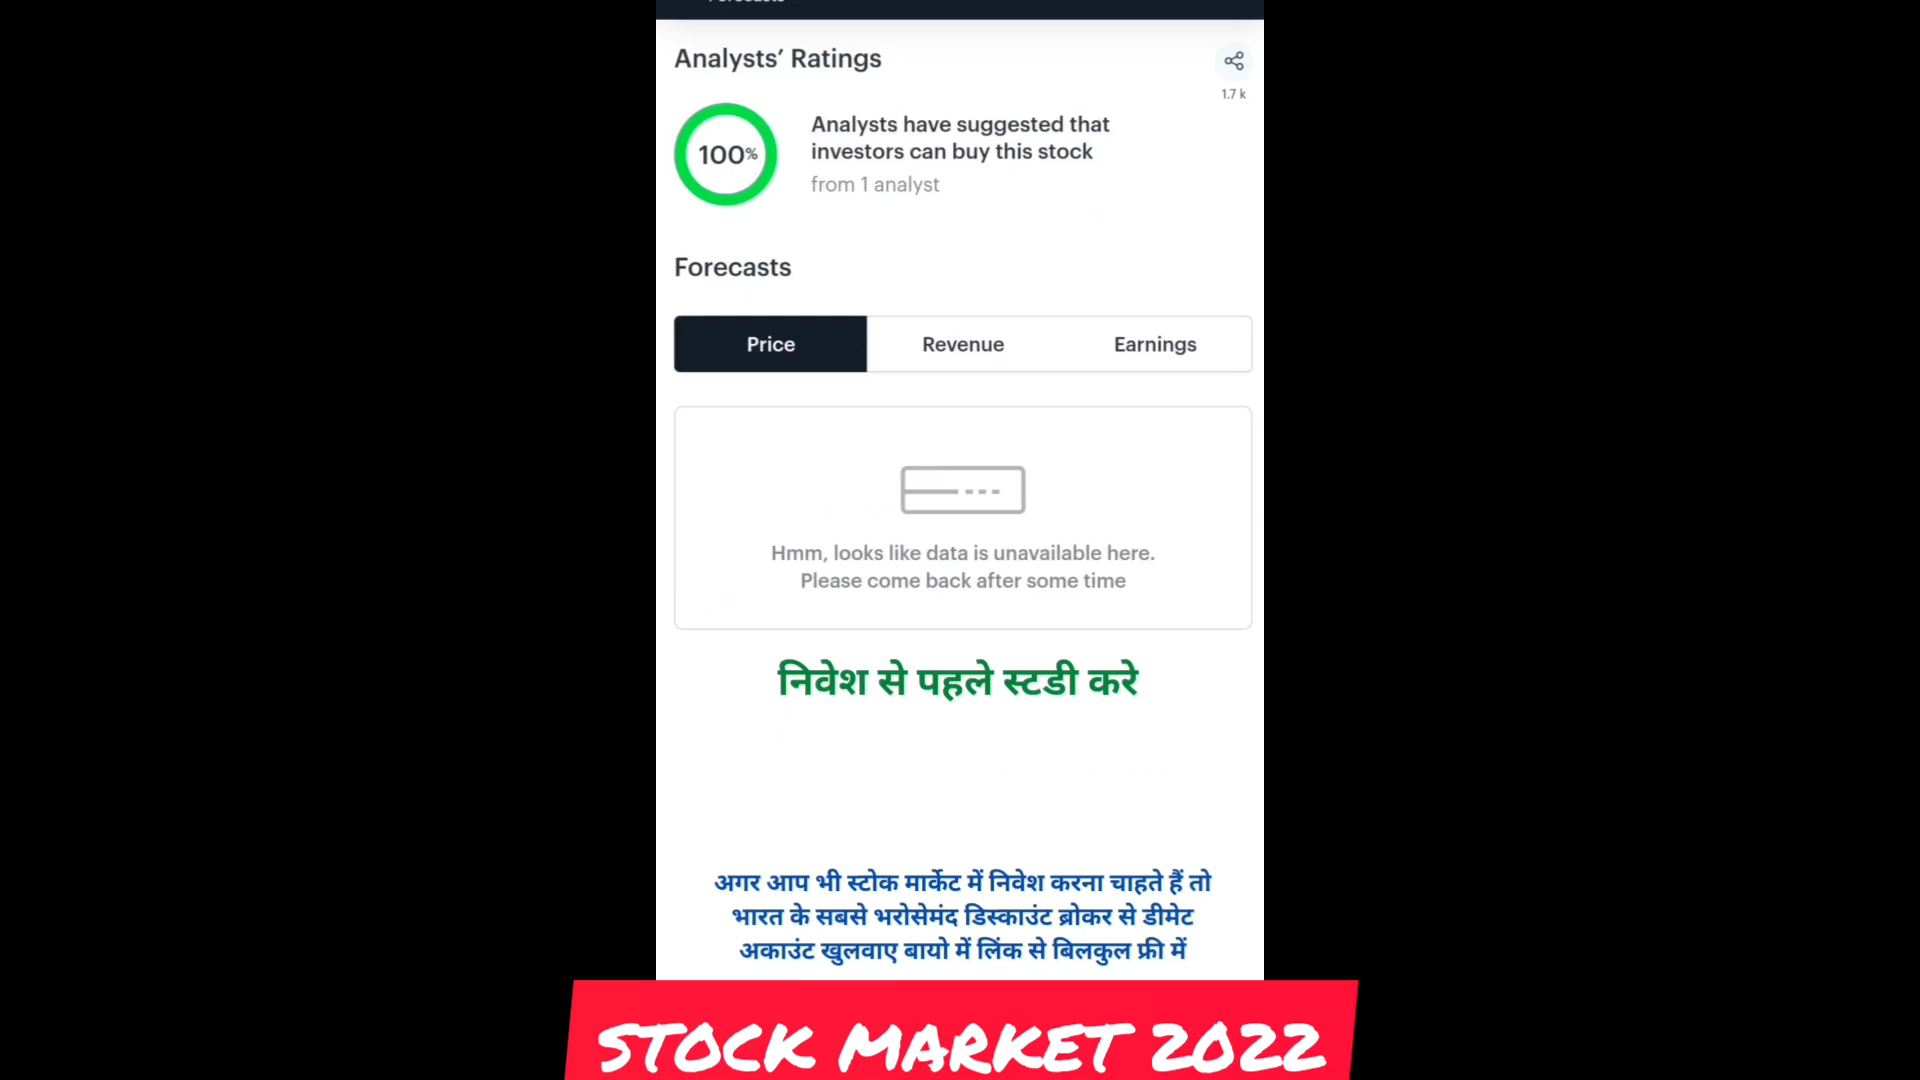 Analysts’ Ratings
1.7 k
100%
Analysts have suggested that
investors can buy this stock
from 1 analyst
Forecasts
Price Revenue Earnings
Hmm, looks like data is unavailable here.
Please come back after some time
निवेश से पहले स्टडी करे
अगर आप भी स्टोक मार्केट में निवेश करना चाहते हैं तो
भारत के सबसे भरोसेमंद डिस्काउंट ब्रोकर से डीमेट
अकाउंट खुलवाए बायो में लिंक से बिलकुल फ्री में
STOCK MARKET 2022